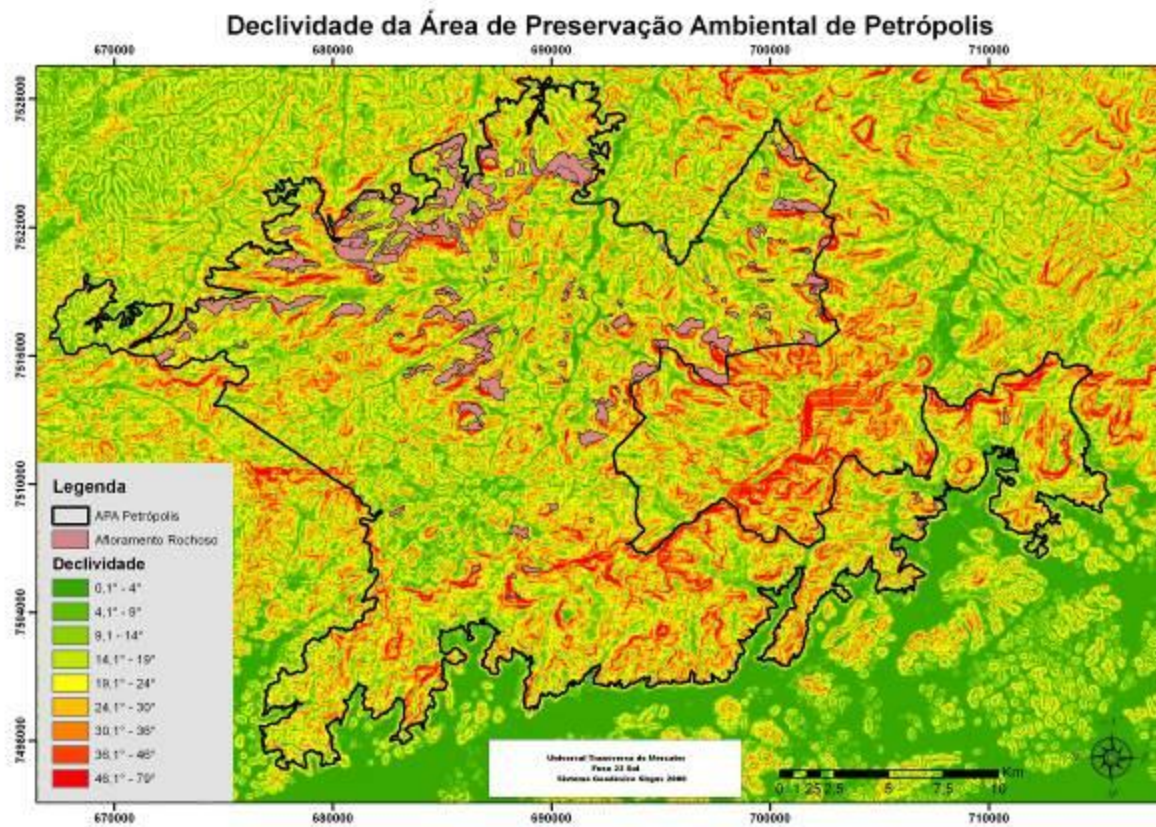 Declividade da Área de Preservação Ambiental de Petrópolis
670000 680000 690000 700000 710000
7528000
7522000
7516000
7510000
7504000
7498000
Legenda
APA Petrópolis
Afloramento Rochoso
Declividade
0,1° - 4°
4,1° - 9°
9,1 - 14°
14,1° - 19°
19,1° - 24°
24,1° - 30°
30,1° - 36°
36,1° - 46°
46,1° - 79°
Universal Transversa de Mercator
Fuso 23 Sul
Sistema Geodésico Sirgas 2000
Km
0 1,25 2,5 5 7,5 10
670000 680000 690000 700000 710000